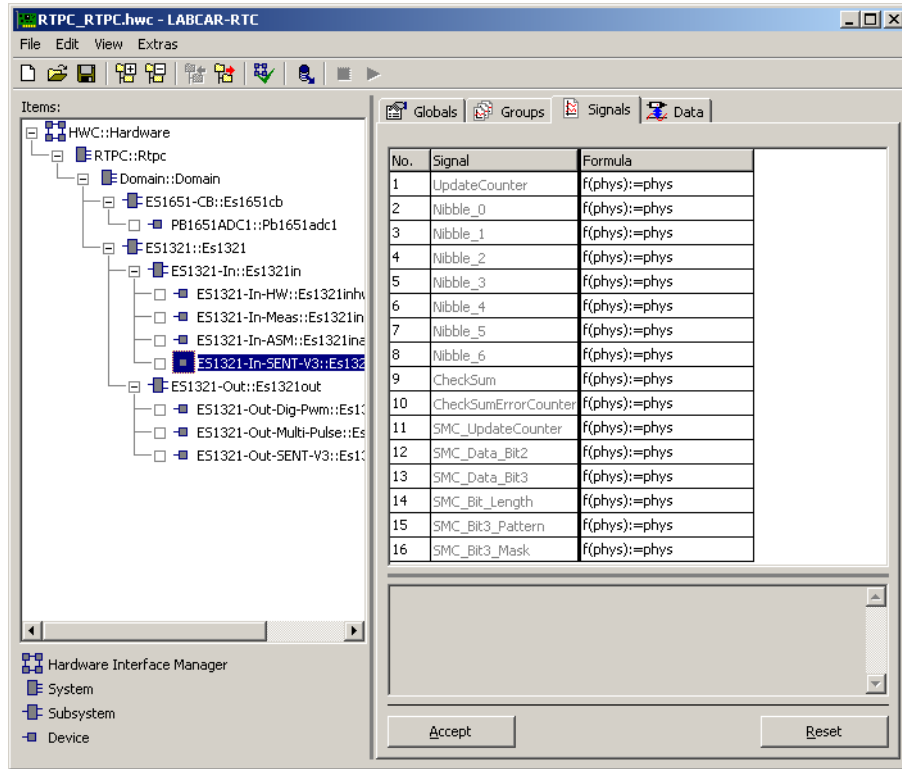 RTPC_RTPC.hwc - LABCAR-RTC
File Edit View Extras
Items:
HWC::Hardware
RTPC::Rtpc
Domain::Domain
ES1651-CB::Es1651cb
PB1651ADC1::Pb1651adc1
ES1321::Es1321
ES1321-In::Es1321in
ES1321-In-HW::Es1321inhw
ES1321-In-Meas::Es1321in
ES1321-In-ASM::Es1321ina
ES1321-In-SENT-V3::Es132
ES1321-Out::Es1321out
ES1321-Out-Dig-Pwm::Es13
ES1321-Out-Multi-Pulse::Es
ES1321-Out-SENT-V3::Es13
Hardware Interface Manager
System
Subsystem
Device
Globals Groups Signals Data
No. Signal Formula
1 UpdateCounter f(phys):=phys
2 Nibble_0 f(phys):=phys
3 Nibble_1 f(phys):=phys
4 Nibble_2 f(phys):=phys
5 Nibble_3 f(phys):=phys
6 Nibble_4 f(phys):=phys
7 Nibble_5 f(phys):=phys
8 Nibble_6 f(phys):=phys
9 CheckSum f(phys):=phys
10 CheckSumErrorCounter f(phys):=phys
11 SMC_UpdateCounter f(phys):=phys
12 SMC_Data_Bit2 f(phys):=phys
13 SMC_Data_Bit3 f(phys):=phys
14 SMC_Bit_Length f(phys):=phys
15 SMC_Bit3_Pattern f(phys):=phys
16 SMC_Bit3_Mask f(phys):=phys
Accept Reset